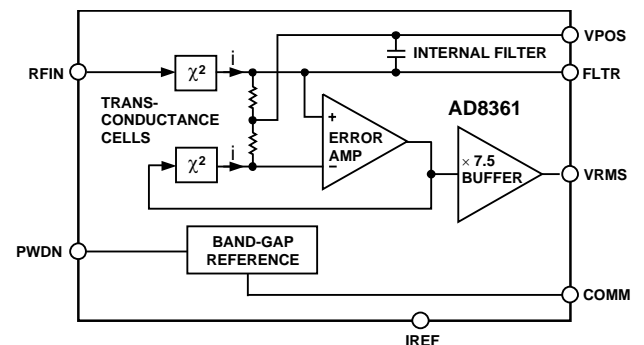 VPOS
INTERNAL FILTER
RFIN
χ²
i
FLTR
TRANS-
CONDUCTANCE
CELLS
AD8361
+
ERROR
AMP
−
χ²
i
× 7.5
BUFFER
VRMS
PWDN
BAND-GAP
REFERENCE
COMM
IREF